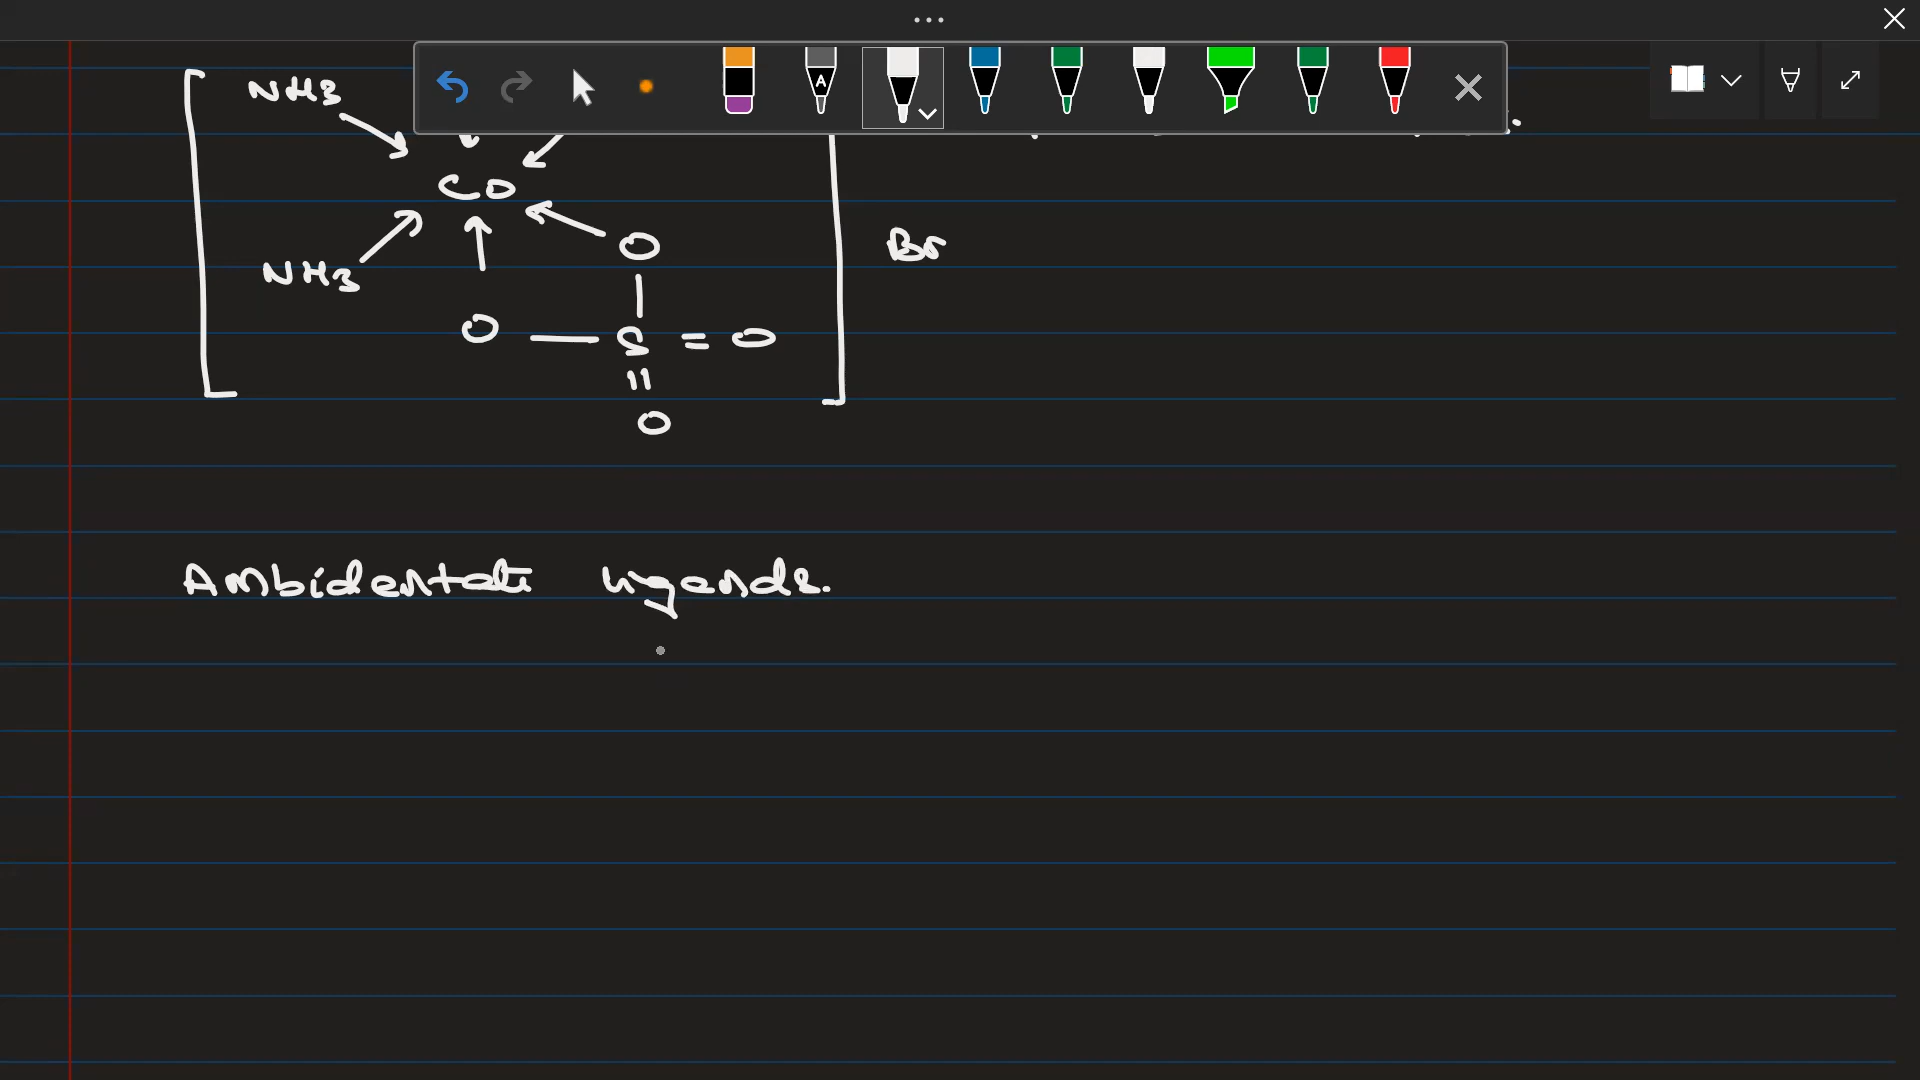 NH3
CO
O
Br
NH3
O — S = O
O
Ambidentate ligands.